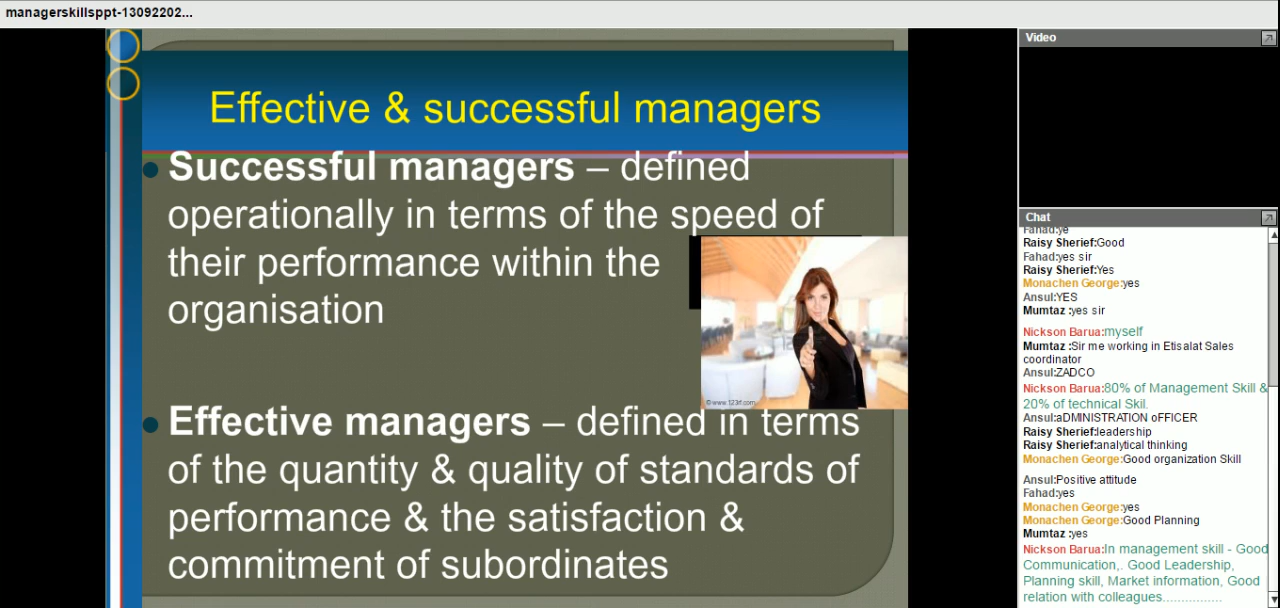 managerskillsppt-13092202...
Effective & successful managers
Successful managers – defined
operationally in terms of the speed of
their performance within the
organisation
© www.123rf.com
Effective managers – defined in terms
of the quantity & quality of standards of
performance & the satisfaction &
commitment of subordinates
Video
Chat
Fahad:ye
Raisy Sherief:Good
Fahad:yes sir
Raisy Sherief:Yes
Monachen George:yes
Ansul:YES
Mumtaz :yes sir
Nickson Barua:myself
Mumtaz :Sir me working in Etisalat Sales
coordinator
Ansul:ZADCO
Nickson Barua:80% of Management Skill &
20% of technical Skil.
Ansul:aDMINISTRATION oFFICER
Raisy Sherief:leadership
Raisy Sherief:analytical thinking
Monachen George:Good organization Skill
Ansul:Positive attitude
Fahad:yes
Monachen George:yes
Monachen George:Good Planning
Mumtaz :yes
Nickson Barua:In management skill - Good
Communication,. Good Leadership,
Planning skill, Market information, Good
relation with colleagues................